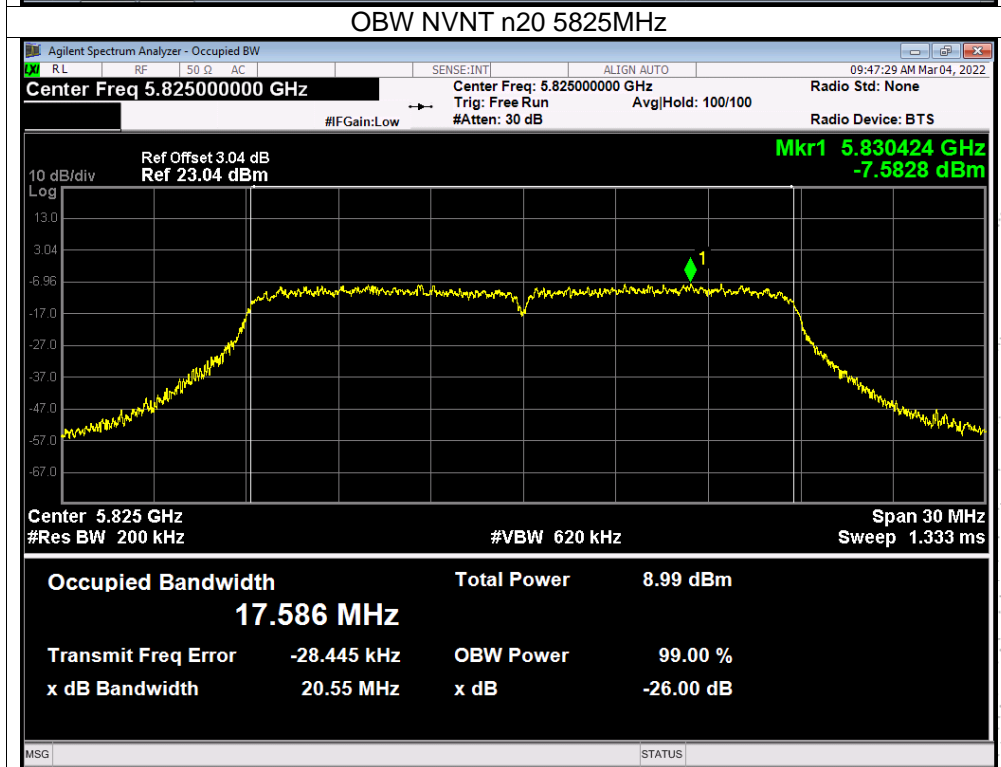 OBW NVNT n20 5825MHz
Agilent Spectrum Analyzer - Occupied BW
LXI RL RF 50 Ω AC SENSE:INT ALIGN AUTO 09:47:29 AM Mar 04, 2022
Center Freq 5.825000000 GHz Center Freq: 5.825000000 GHz Radio Std: None
Trig: Free Run Avg|Hold: 100/100
#IFGain:Low #Atten: 30 dB Radio Device: BTS
Mkr1 5.830424 GHz
-7.5828 dBm
Ref Offset 3.04 dB
10 dB/div Ref 23.04 dBm
Log
13.0
3.04
1
-6.96
-17.0
-27.0
-37.0
-47.0
-57.0
-67.0
Center 5.825 GHz Span 30 MHz
#Res BW 200 kHz #VBW 620 kHz Sweep 1.333 ms
Occupied Bandwidth Total Power 8.99 dBm
17.586 MHz
Transmit Freq Error -28.445 kHz OBW Power 99.00 %
x dB Bandwidth 20.55 MHz x dB -26.00 dB
MSG STATUS